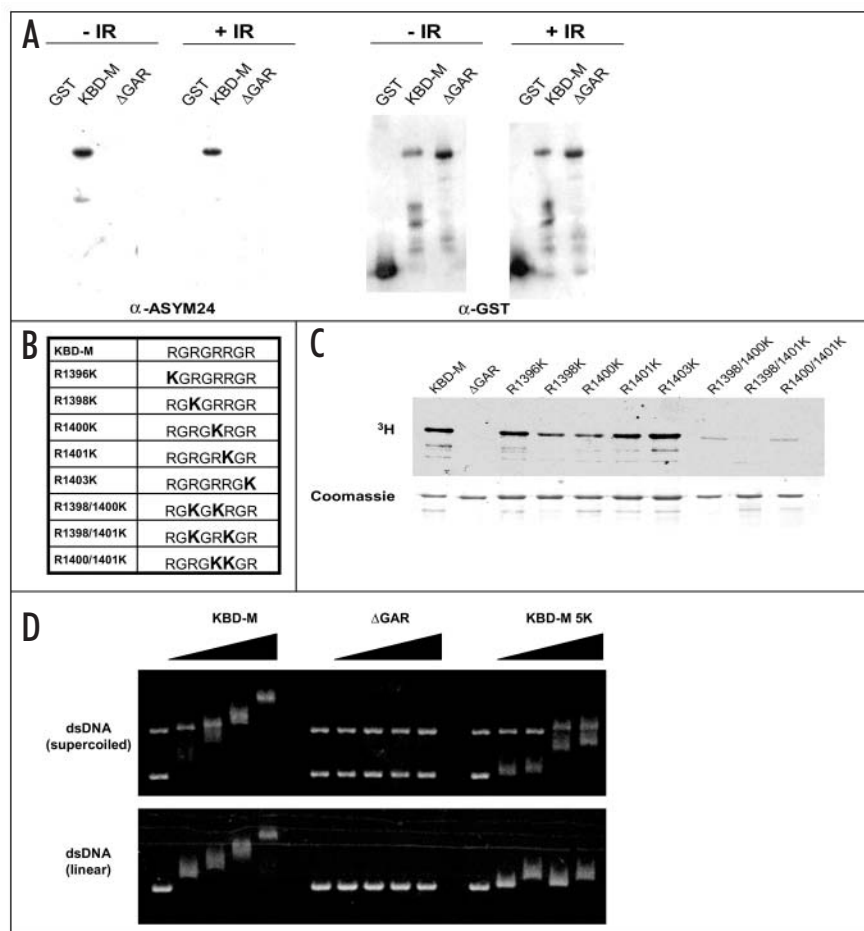 A
- IR
+ IR
- IR
+ IR
GST
KBD-M
ΔGAR
GST
KBD-M
ΔGAR
GST
KBD-M
ΔGAR
GST
KBD-M
ΔGAR
α-ASYM24
α-GST
B
KBD-M RGRGRRGR
R1396K KGRGRRGR
R1398K RGKGRRGR
R1400K RGRGKRGR
R1401K RGRGRKGR
R1403K RGRGRRGK
R1398/1400K RGKGKRGR
R1398/1401K RGKGRKGR
R1400/1401K RGRGKKGR
C
KBD-M
ΔGAR
R1396K
R1398K
R1400K
R1401K
R1403K
R1398/1400K
R1398/1401K
R1400/1401K
³H
Coomassie
D
KBD-M
ΔGAR
KBD-M 5K
dsDNA
(supercoiled)
dsDNA
(linear)